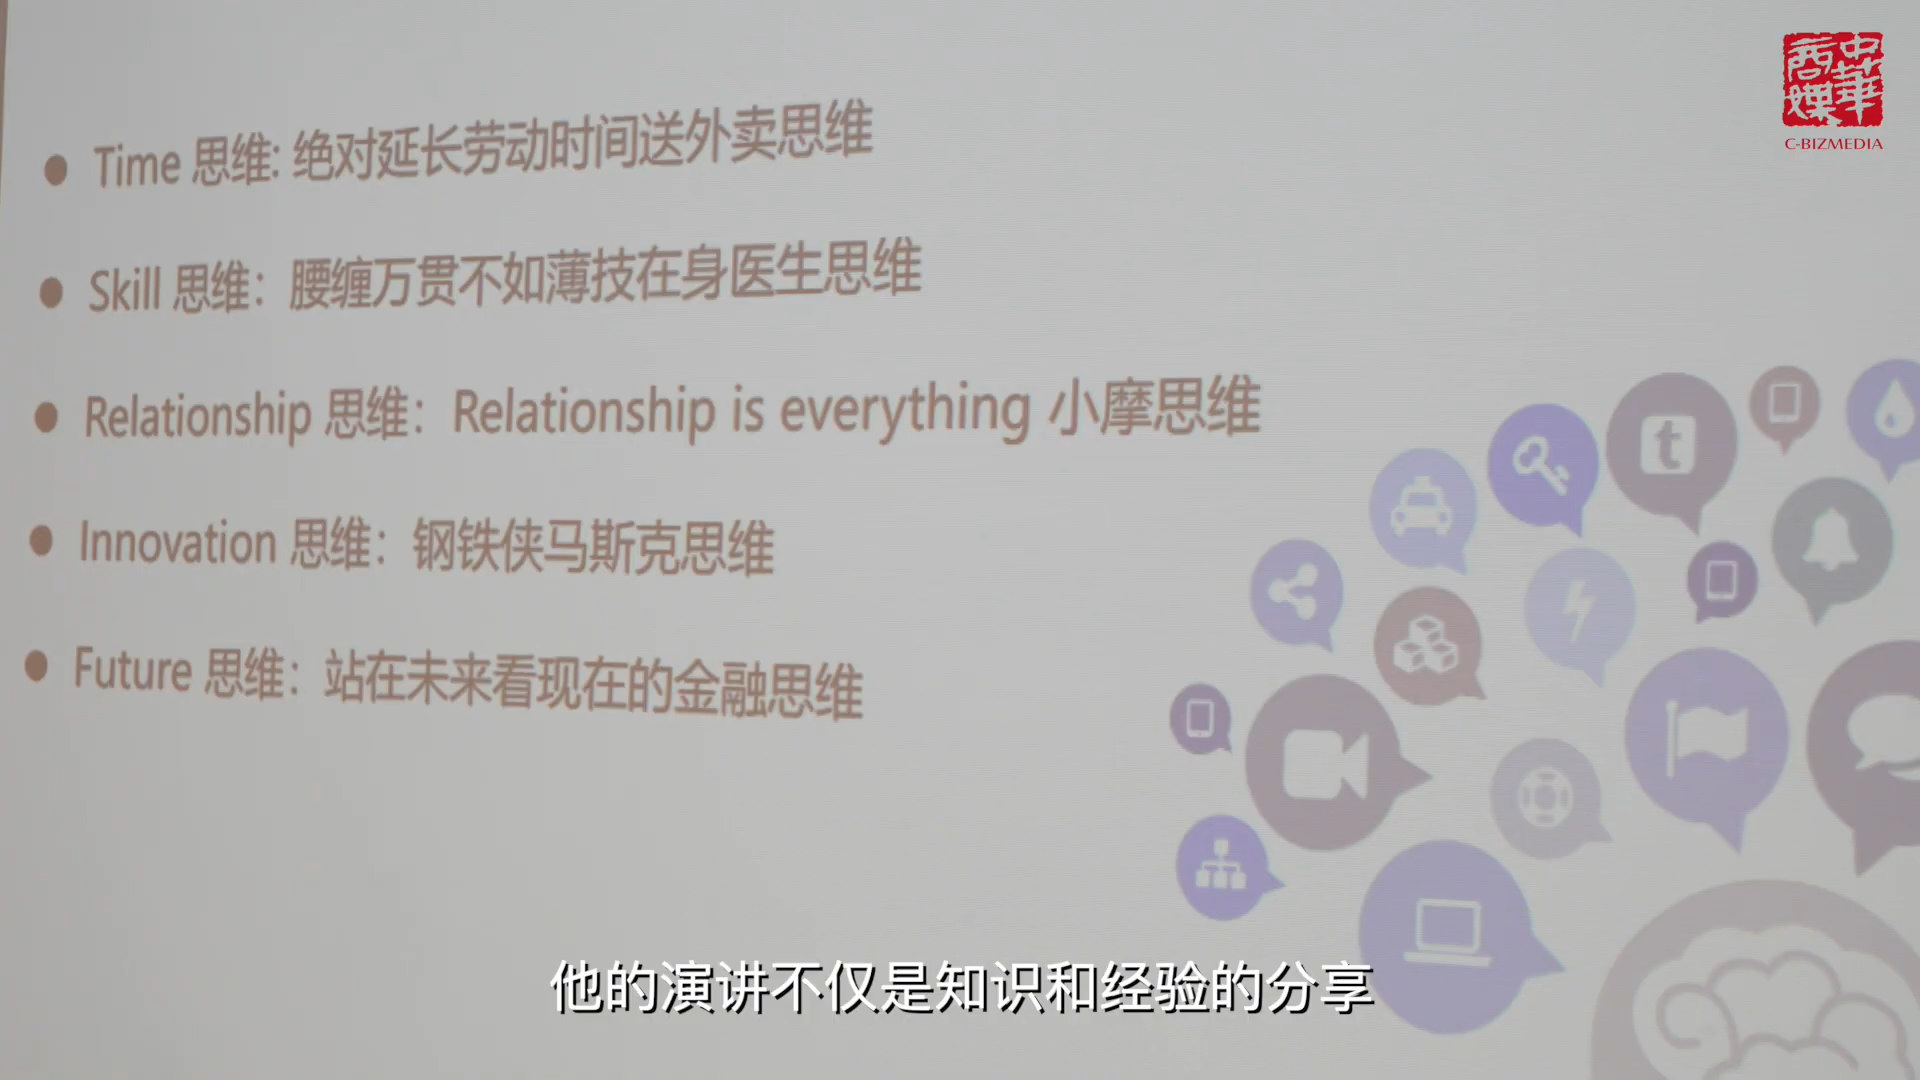 中華
商媒
C-BIZMEDIA
● Time 思维: 绝对延长劳动时间送外卖思维
● Skill 思维：腰缠万贯不如薄技在身医生思维
● Relationship 思维：Relationship is everything 小摩思维
● Innovation 思维：钢铁侠马斯克思维
● Future 思维：站在未来看现在的金融思维
t
他的演讲不仅是知识和经验的分享